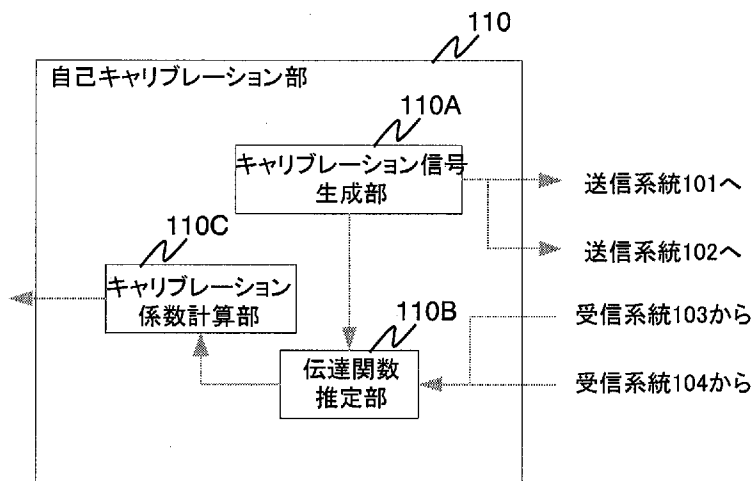 110
自己キャリブレーション部
110A
キャリブレーション信号
生成部
送信系統101へ
送信系統102へ
110C
キャリブレーション
係数計算部
110B
伝達関数
推定部
受信系統103から
受信系統104から